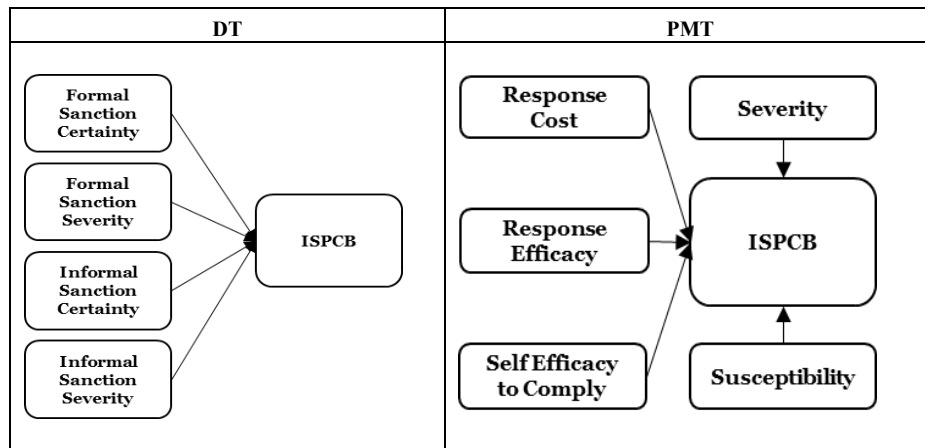 DT
PMT
Formal
Sanction
Certainty
Formal
Sanction
Severity
Informal
Sanction
Certainty
Informal
Sanction
Severity
ISPCB
Response
Cost
Response
Efficacy
Self Efficacy
to Comply
Severity
ISPCB
Susceptibility